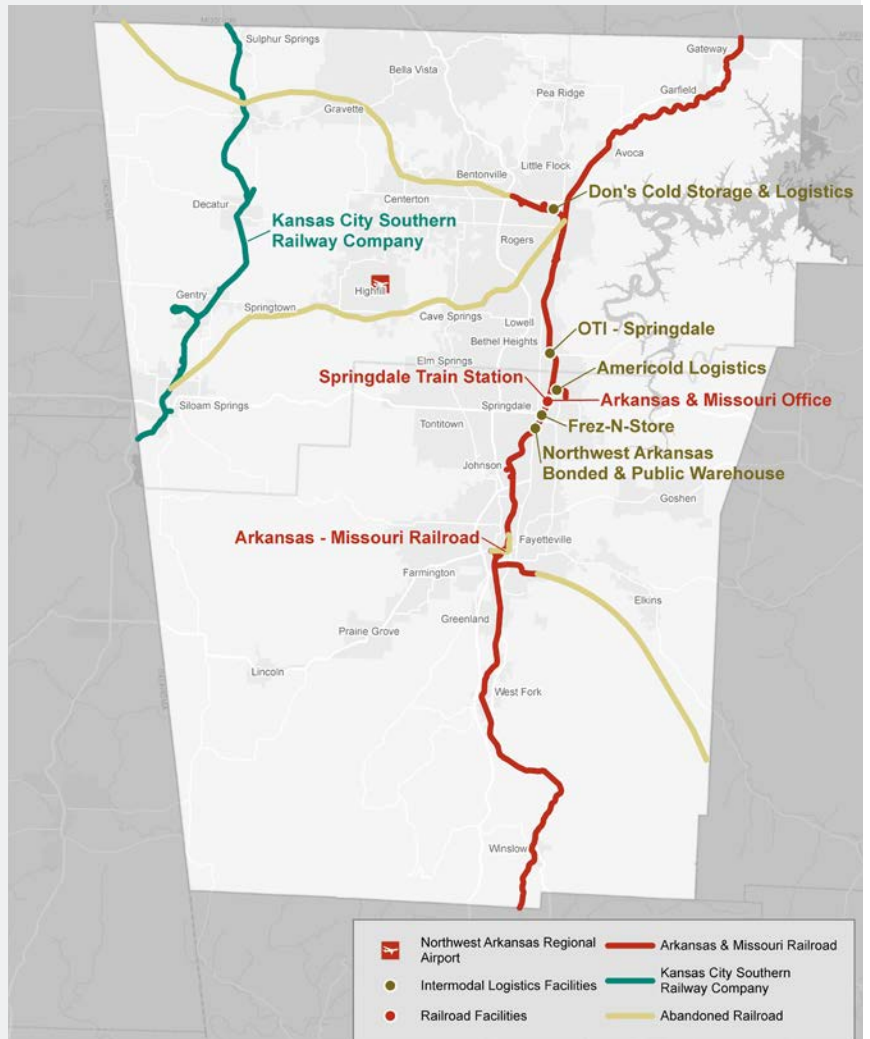 Sulphur Springs
Gateway
Bella Vista
Garfield
Pea Ridge
Gravette
Avoca
Little Flock
Bentonville
Don's Cold Storage & Logistics
Centerton
Decatur
Kansas City Southern
Railway Company
Rogers
Highfill
Gentry
Springtown
Cave Springs
Lowell
OTI - Springdale
Bethel Heights
Elm Springs
Americold Logistics
Springdale Train Station
Arkansas & Missouri Office
Siloam Springs
Springdale
Frez-N-Store
Tontitown
Northwest Arkansas
Bonded & Public Warehouse
Johnson
Goshen
Arkansas - Missouri Railroad
Fayetteville
Farmington
Elkins
Greenland
Prairie Grove
Lincoln
West Fork
Winslow
Northwest Arkansas Regional
Airport
Arkansas & Missouri Railroad
Intermodal Logistics Facilities
Kansas City Southern
Railway Company
Railroad Facilities
Abandoned Railroad